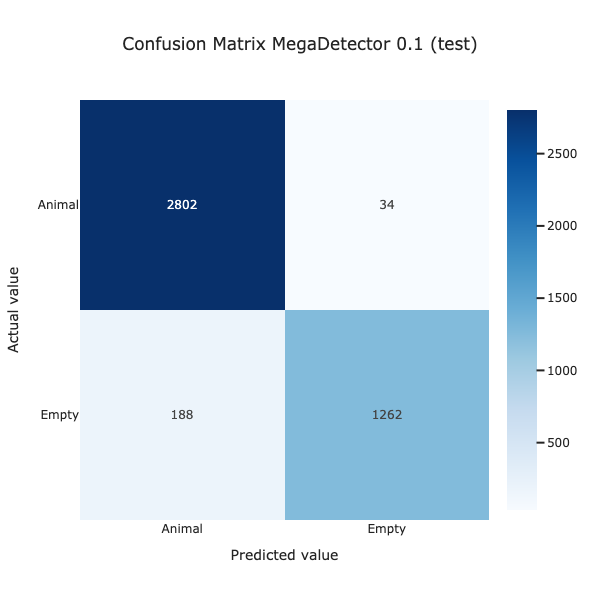 Confusion Matrix MegaDetector 0.1 (test)
Animal
2802
34
Empty
188
1262
Animal
Empty
Predicted value
Actual value
2500
2000
1500
1000
500